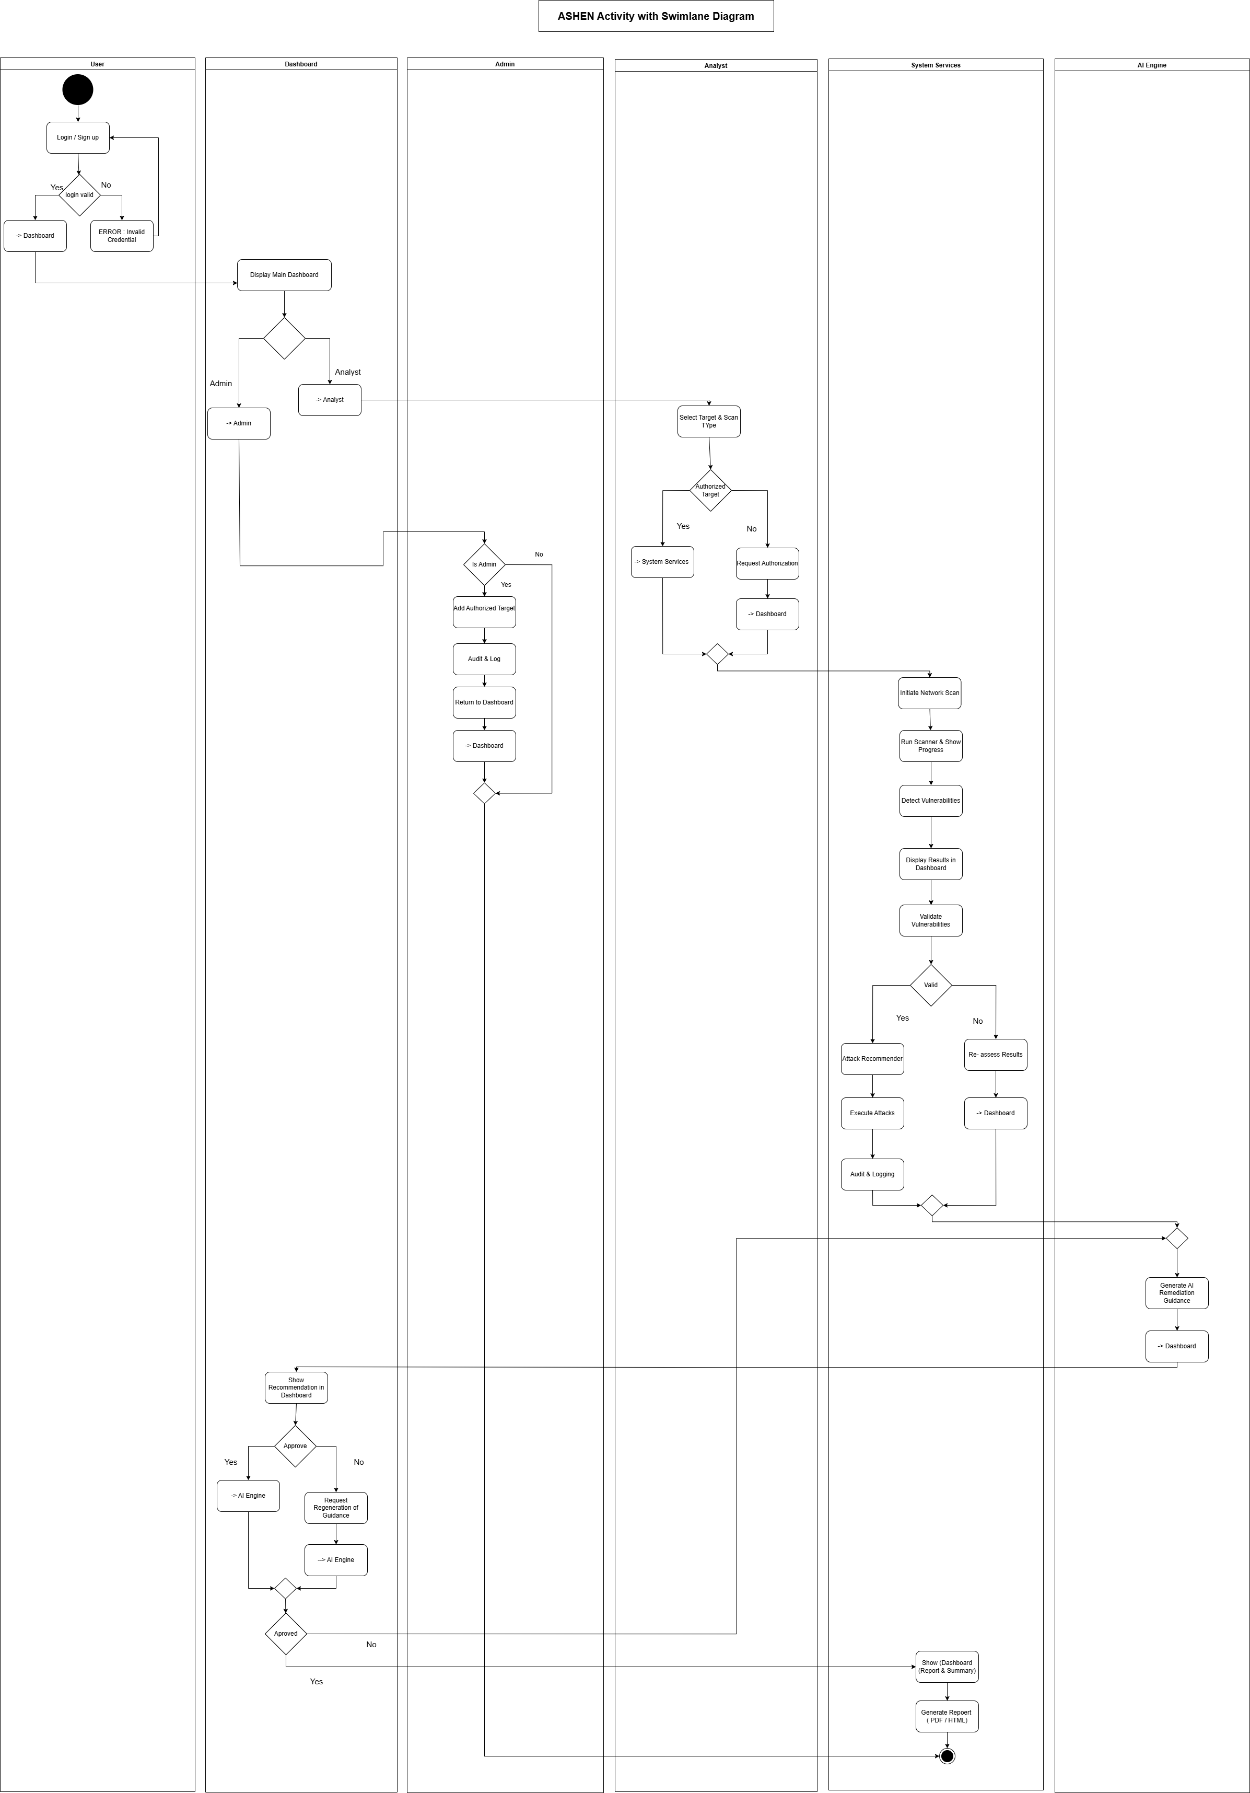 ASHEN Activity with Swimlane Diagram
User
Dashboard
Admin
Analyst
System Services
AI Engine
Login / Sign up
Yes
No
login valid
-> Dashboard
ERROR : Invalid
Credential
Display Main Dashboard
Admin
Analyst
-> Analyst
-> Admin
Select Target & Scan
TYpe
Authorized
Target
Yes
No
-> System Services
Request Authorization
-> Dashboard
Is Admin
No
Yes
Add Authorized Target
Audit & Log
Return to Dashboard
-> Dashboard
Initiate Network Scan
Run Scanner & Show
Progress
Detect Vulnerabilities
Display Results in
Dashboard
Validate
Vulnerabilities
Valid
Yes
No
Attack Recommender
Re- assess Results
Execute Attacks
-> Dashboard
Audit & Logging
Generate AI
Remediation
Guidance
-> Dashboard
Show
Recommendation in
Dashboard
Approve
Yes
No
-> AI Engine
Request
Regeneration of
Guidance
--> AI Engine
Aproved
No
Yes
Show (Dashboard
(Report & Summary)
Generate Repoert
( PDF / HTML)